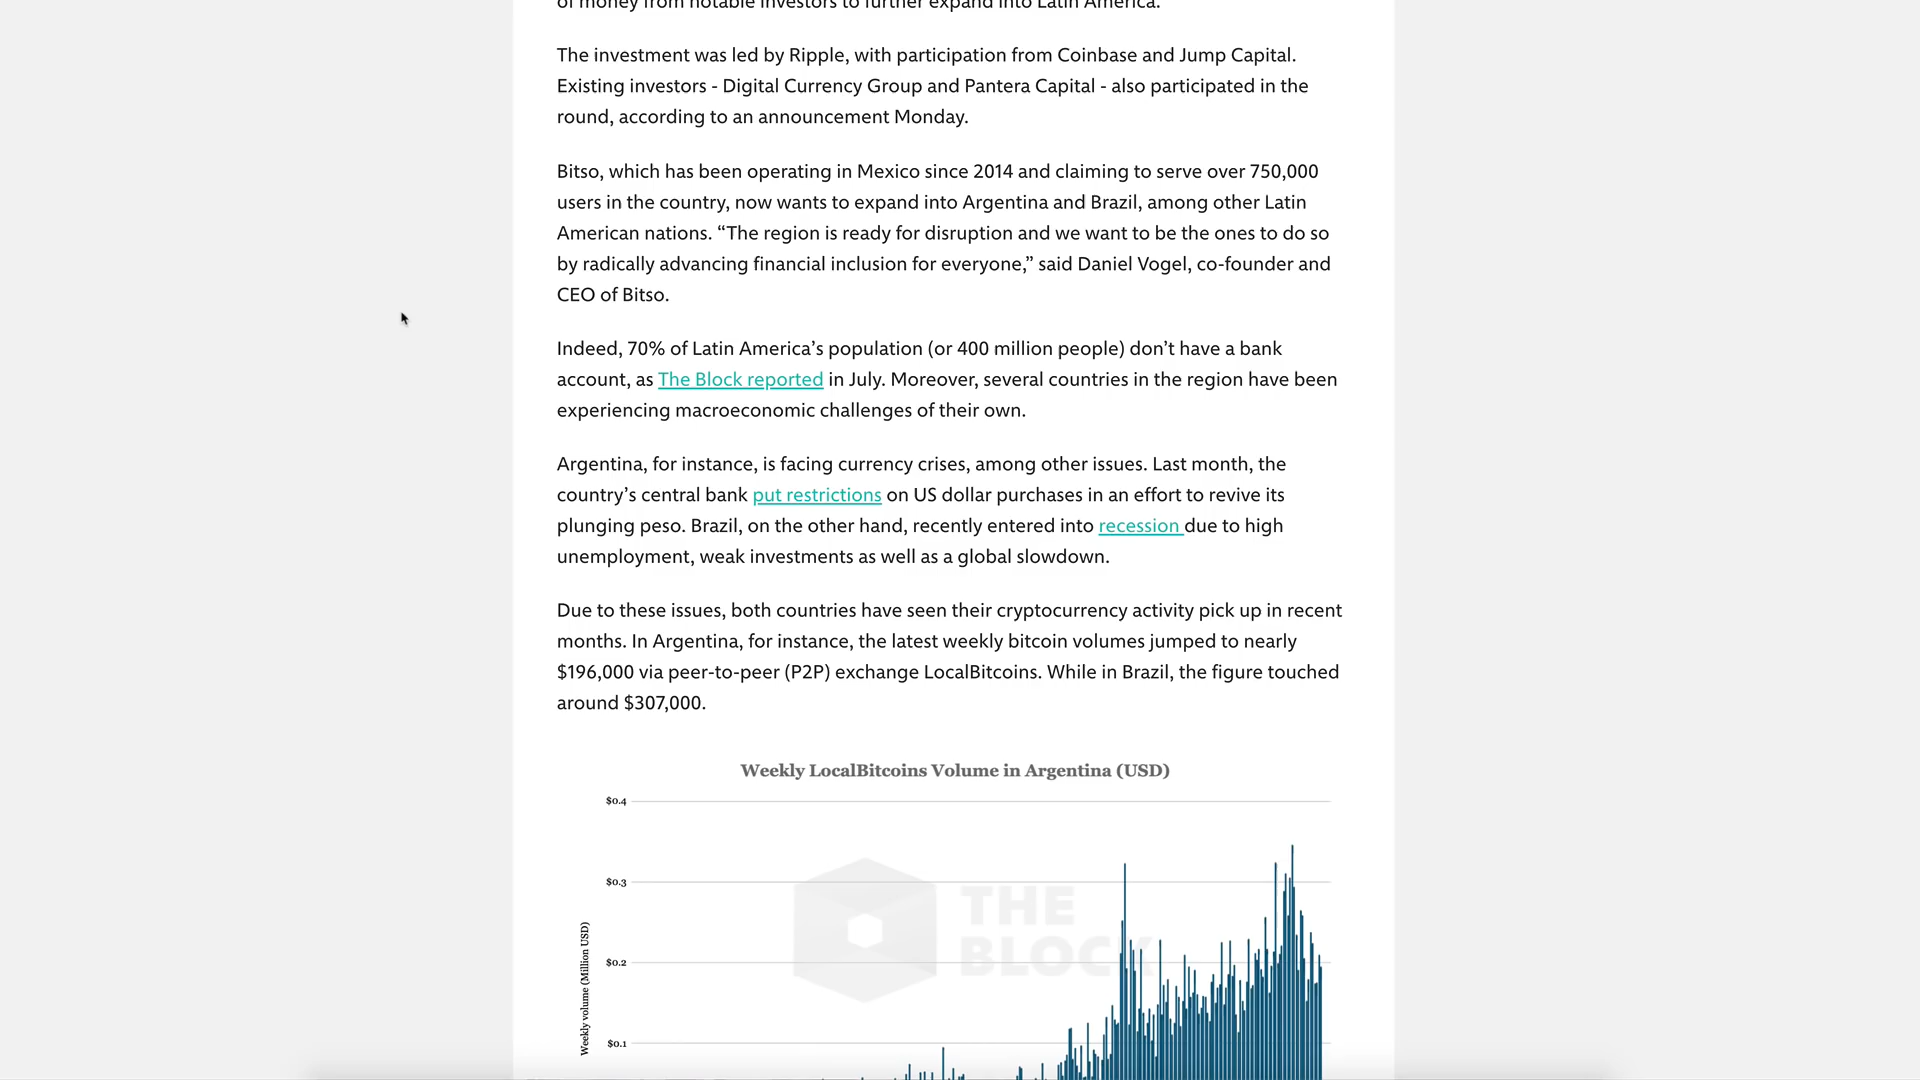 of money from notable investors to further expand into Latin America.
The investment was led by Ripple, with participation from Coinbase and Jump Capital.
Existing investors - Digital Currency Group and Pantera Capital - also participated in the
round, according to an announcement Monday.
Bitso, which has been operating in Mexico since 2014 and claiming to serve over 750,000
users in the country, now wants to expand into Argentina and Brazil, among other Latin
American nations. “The region is ready for disruption and we want to be the ones to do so
by radically advancing financial inclusion for everyone,” said Daniel Vogel, co-founder and
CEO of Bitso.
Indeed, 70% of Latin America’s population (or 400 million people) don’t have a bank
account, as The Block reported in July. Moreover, several countries in the region have been
experiencing macroeconomic challenges of their own.
Argentina, for instance, is facing currency crises, among other issues. Last month, the
country’s central bank put restrictions on US dollar purchases in an effort to revive its
plunging peso. Brazil, on the other hand, recently entered into recession due to high
unemployment, weak investments as well as a global slowdown.
Due to these issues, both countries have seen their cryptocurrency activity pick up in recent
months. In Argentina, for instance, the latest weekly bitcoin volumes jumped to nearly
$196,000 via peer-to-peer (P2P) exchange LocalBitcoins. While in Brazil, the figure touched
around $307,000.
Weekly LocalBitcoins Volume in Argentina (USD)
$0.4
$0.3
$0.2
$0.1
Weekly volume (Million USD)
THE
BLOCK